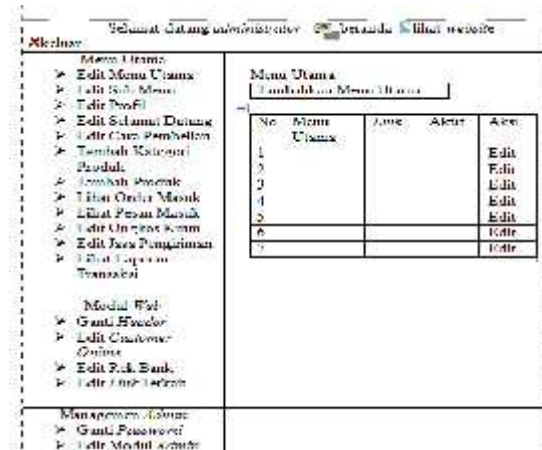 Selamat datang administrator beranda lihat website
keluar
Menu Utama
Edit Menu Utama
Edit Sub Menu
Edit Profil
Edit Selamat Datang
Edit Cara Pembelian
Tambah Kategori
Produk
Tambah Produk
Lihat Order Masuk
Lihat Pesan Masuk
Edit Ongkos Kirim
Edit Jasa Pengiriman
Lihat Laporan
Transaksi
Modul Web
Ganti Header
Edit Customer
Online
Edit Rek Bank
Edit Link Terkait
Managemen Admin
Ganti Password
Edit Modul Admin
Menu Utama
Tambahkan Menu Utama
No Menu Link Aktif Aksi
Utama
1 Edit
2 Edit
3 Edit
4 Edit
5 Edit
6 Edit
7 Edit